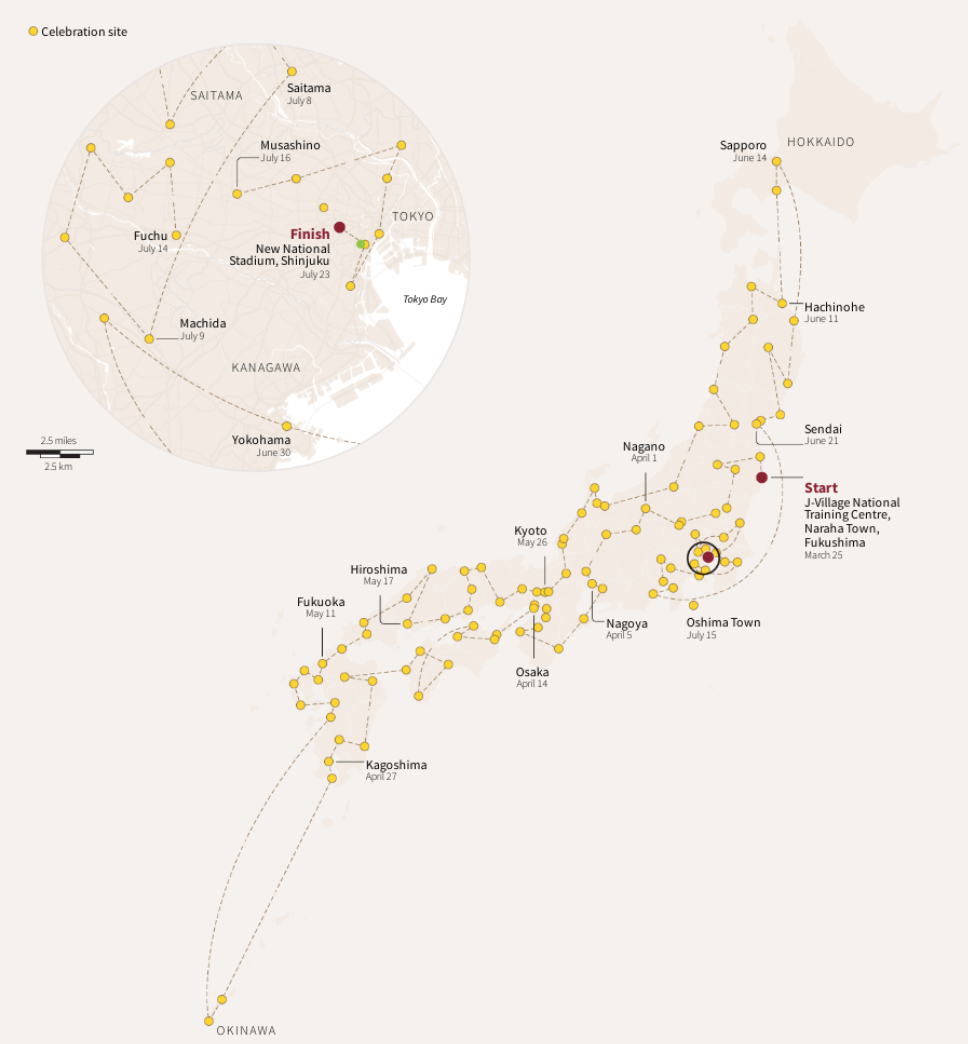 Celebration site
SAITAMA
Saitama
July 8
Musashino
July 16
TOKYO
Fuchu
July 14
Finish
New National
Stadium, Shinjuku
July 23
Tokyo Bay
Machida
July 9
KANAGAWA
Yokohama
June 30
2.5 miles
2.5 km
Sapporo
June 14
HOKKAIDO
Hachinohe
June 11
Sendai
June 21
Nagano
April 1
Start
J-Village National
Training Centre,
Naraha Town,
Fukushima
March 25
Kyoto
May 26
Hiroshima
May 17
Fukuoka
May 11
Nagoya
April 5
Oshima Town
July 15
Osaka
April 14
Kagoshima
April 27
OKINAWA